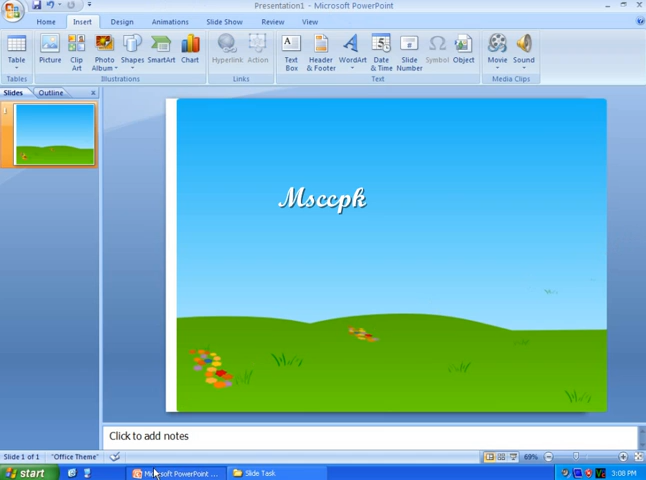 Presentation1 - Microsoft PowerPoint
Home Insert Design Animations Slide Show Review View
Table Picture Clip Art Photo Album Shapes SmartArt Chart Hyperlink Action Text Box Header & Footer WordArt Date & Time Slide Number Symbol Object Movie Sound
Tables Illustrations Links Text Media Clips
Slides Outline
1
Msccpk
Click to add notes
Slide 1 of 1 "Office Theme" 69%
start Microsoft PowerPoint ... Slide Task 3:08 PM